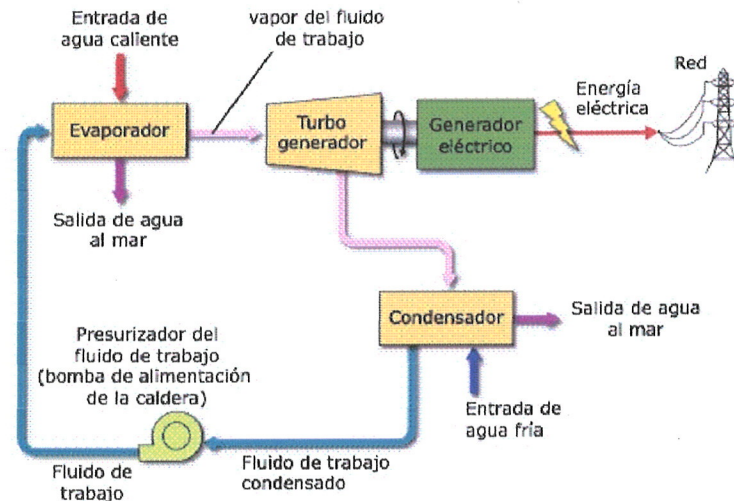 Entrada de
agua caliente
vapor del fluido
de trabajo
Red
Energía
eléctrica
Evaporador
Turbo
generador
Generador
eléctrico
Salida de agua
al mar
Condensador
Salida de agua
al mar
Presurizador del
fluido de trabajo
(bomba de alimentación
de la caldera)
Entrada de
agua fría
Fluido de
trabajo
Fluido de trabajo
condensado